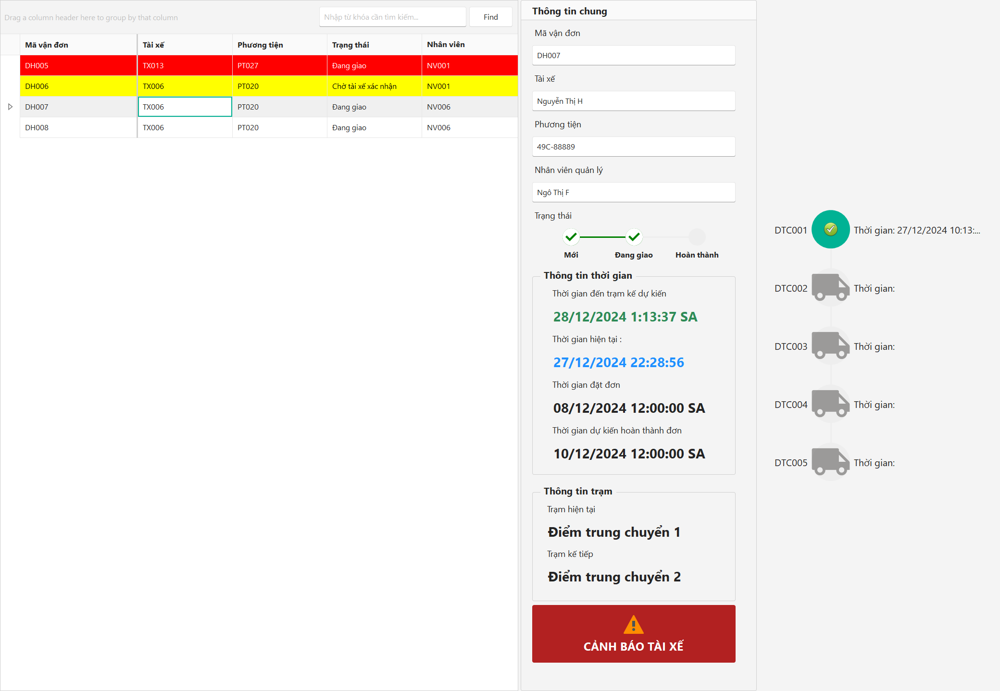 Drag a column header here to group by that column
Nhập từ khóa cần tìm kiếm...
Find
Mã vận đơn Tài xế Phương tiện Trạng thái Nhân viên
DH005 TX013 PT027 Đang giao NV001
DH006 TX006 PT020 Chờ tài xế xác nhận NV001
DH007 TX006 PT020 Đang giao NV006
DH008 TX006 PT020 Đang giao NV006
Thông tin chung
Mã vận đơn
DH007
Tài xế
Nguyễn Thị H
Phương tiện
49C-88889
Nhân viên quản lý
Ngô Thị F
Trạng thái
Mới Đang giao Hoàn thành
Thông tin thời gian
Thời gian đến trạm kế dự kiến
28/12/2024 1:13:37 SA
Thời gian hiện tại :
27/12/2024 22:28:56
Thời gian đặt đơn
08/12/2024 12:00:00 SA
Thời gian dự kiến hoàn thành đơn
10/12/2024 12:00:00 SA
Thông tin trạm
Trạm hiện tại
Điểm trung chuyển 1
Trạm kế tiếp
Điểm trung chuyển 2
CẢNH BÁO TÀI XẾ
DTC001 Thời gian: 27/12/2024 10:13:...
DTC002 Thời gian:
DTC003 Thời gian:
DTC004 Thời gian:
DTC005 Thời gian: